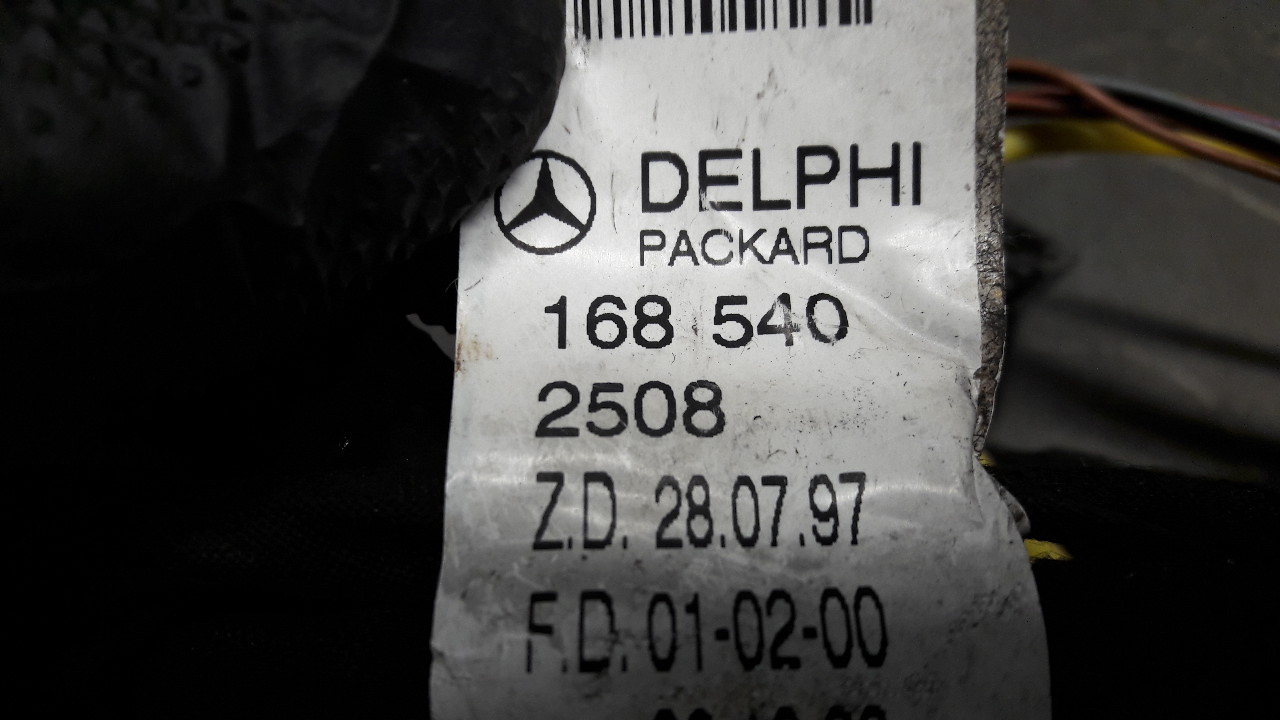 DELPHI
PACKARD
168 540
2508
Z.D. 28.07.97
F.D. 01-02-00